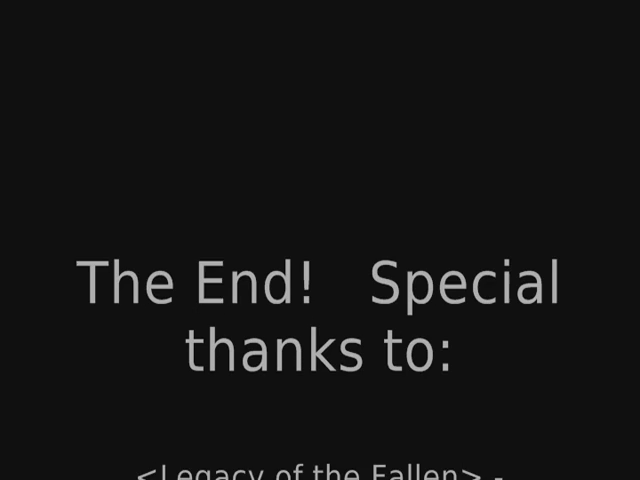 The End!   Special
thanks to:
<Legacy of the Fallen> -